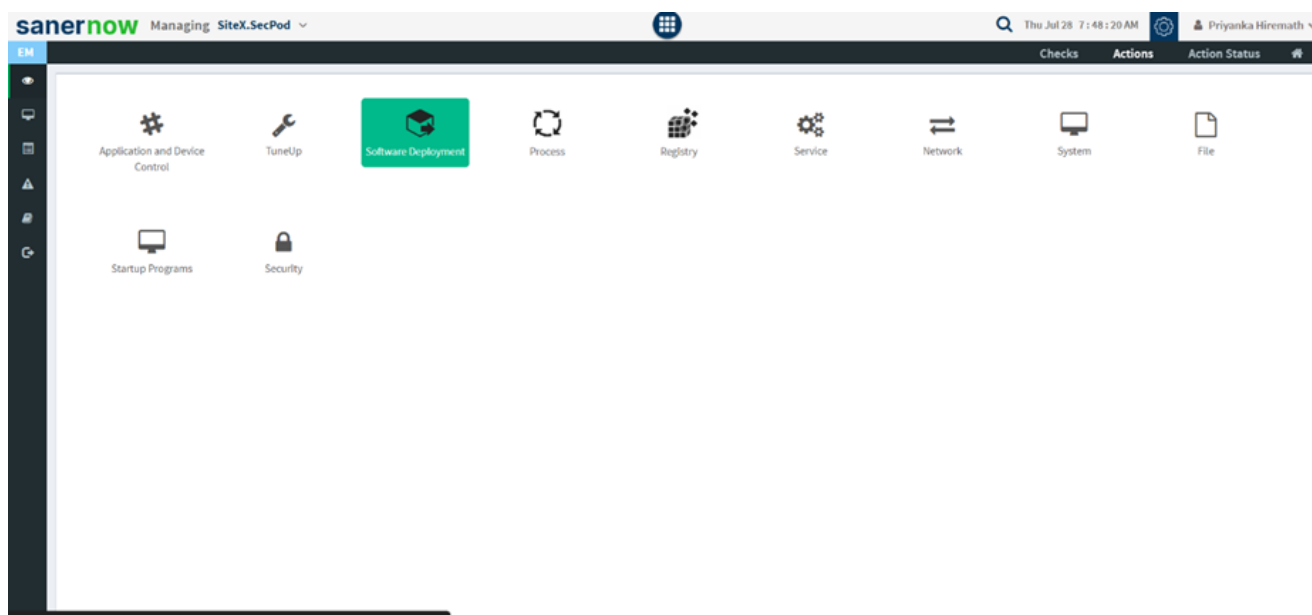 sanernow Managing SiteX.SecPod Thu Jul 28 7:48:20 AM Priyanka Hiremath
EM Checks Actions Action Status
Application and Device Control
TuneUp
Software Deployment
Process
Registry
Service
Network
System
File
Startup Programs
Security